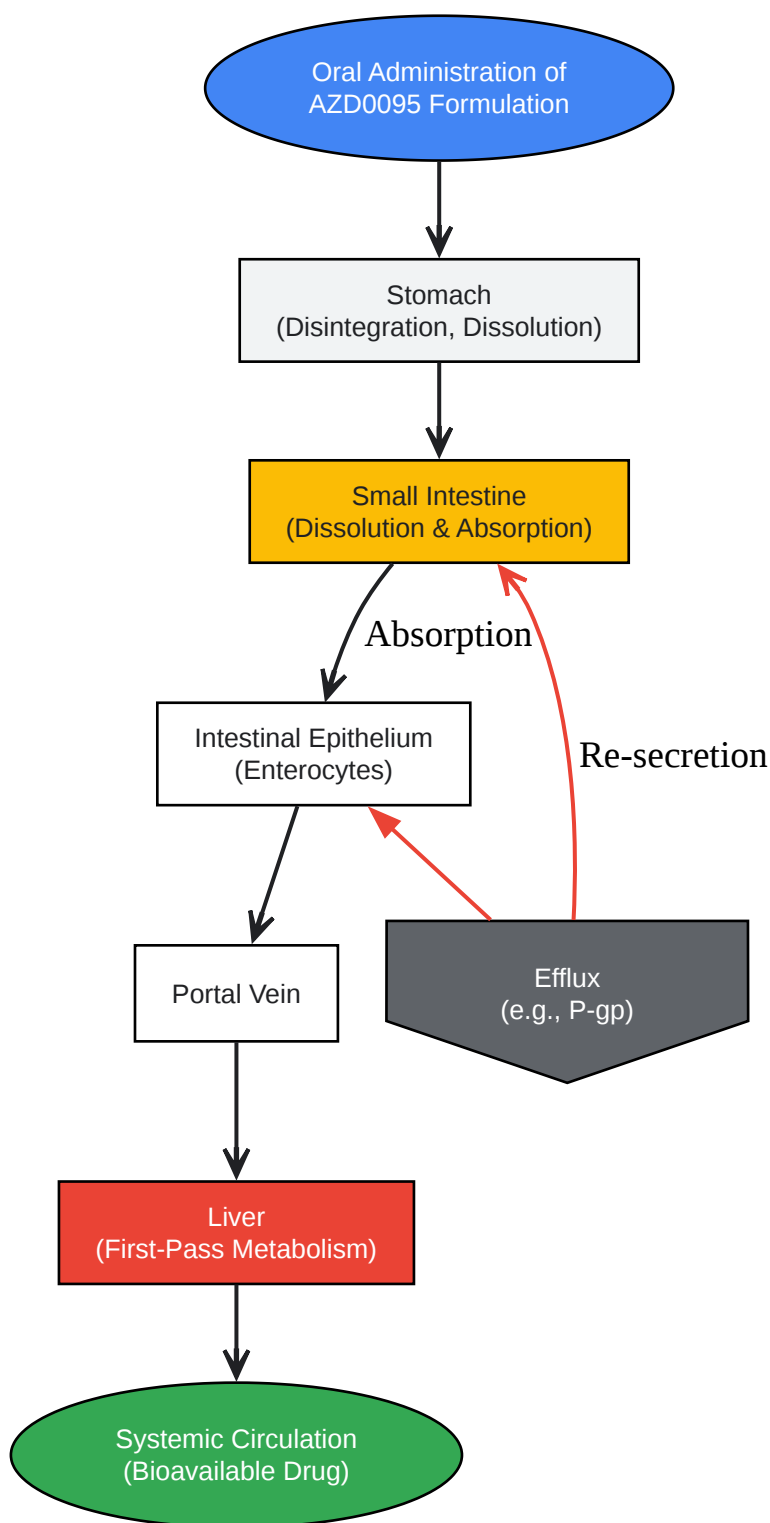 Oral Administration of
AZD0095 Formulation
Stomach
(Disintegration, Dissolution)
Small Intestine
(Dissolution & Absorption)
Absorption
Intestinal Epithelium
(Enterocytes)
Re-secretion
Portal Vein
Efflux
(e.g., P-gp)
Liver
(First-Pass Metabolism)
Systemic Circulation
(Bioavailable Drug)